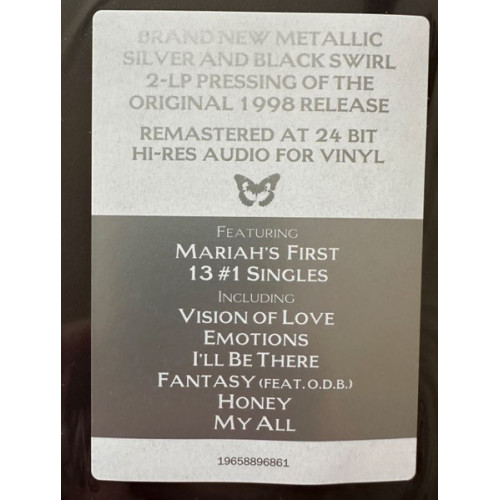 BRAND NEW METALLIC
SILVER AND BLACK SWIRL
2-LP PRESSING OF THE
ORIGINAL 1998 RELEASE
REMASTERED AT 24 BIT
HI-RES AUDIO FOR VINYL
FEATURING
MARIAH'S FIRST
13 #1 SINGLES
INCLUDING
VISION OF LOVE
EMOTIONS
I'LL BE THERE
FANTASY (FEAT. O.D.B.)
HONEY
MY ALL
19658896861